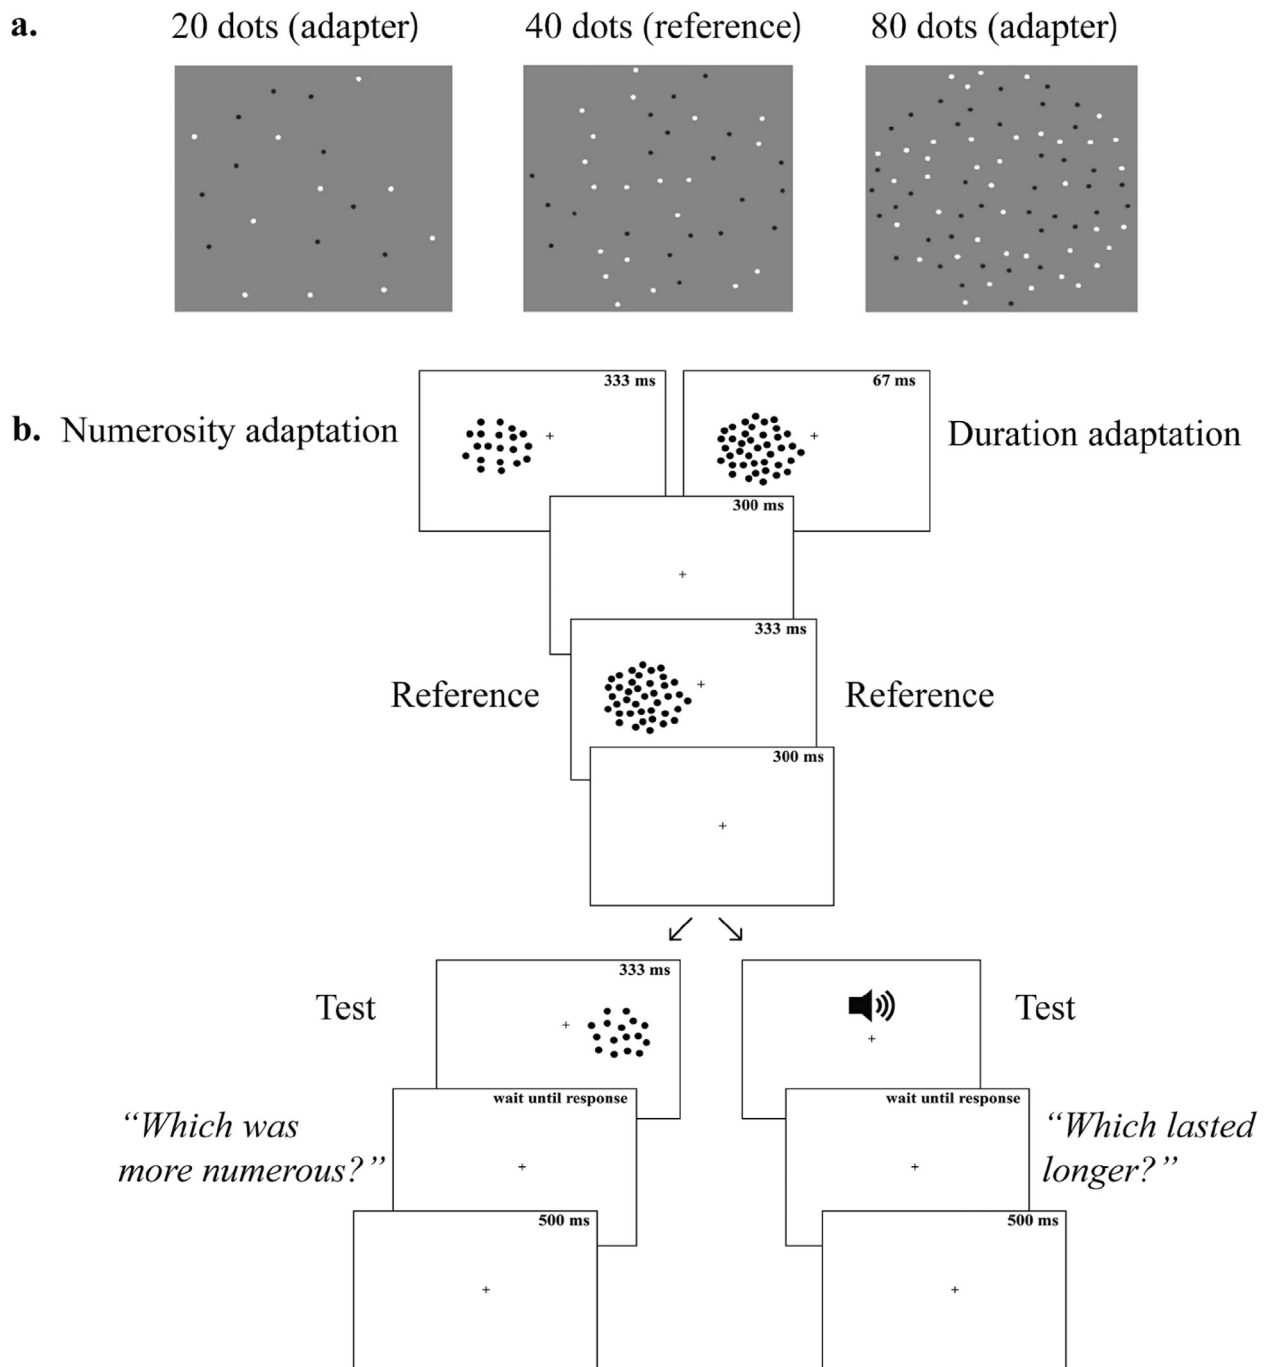 a.
20 dots (adapter)
40 dots (reference)
80 dots (adapter)
b.
Numerosity adaptation
333 ms
67 ms
Duration adaptation
300 ms
333 ms
Reference
Reference
300 ms
333 ms
Test
Test
wait until response
wait until response
“Which was
more numerous?”
“Which lasted
longer?”
500 ms
500 ms